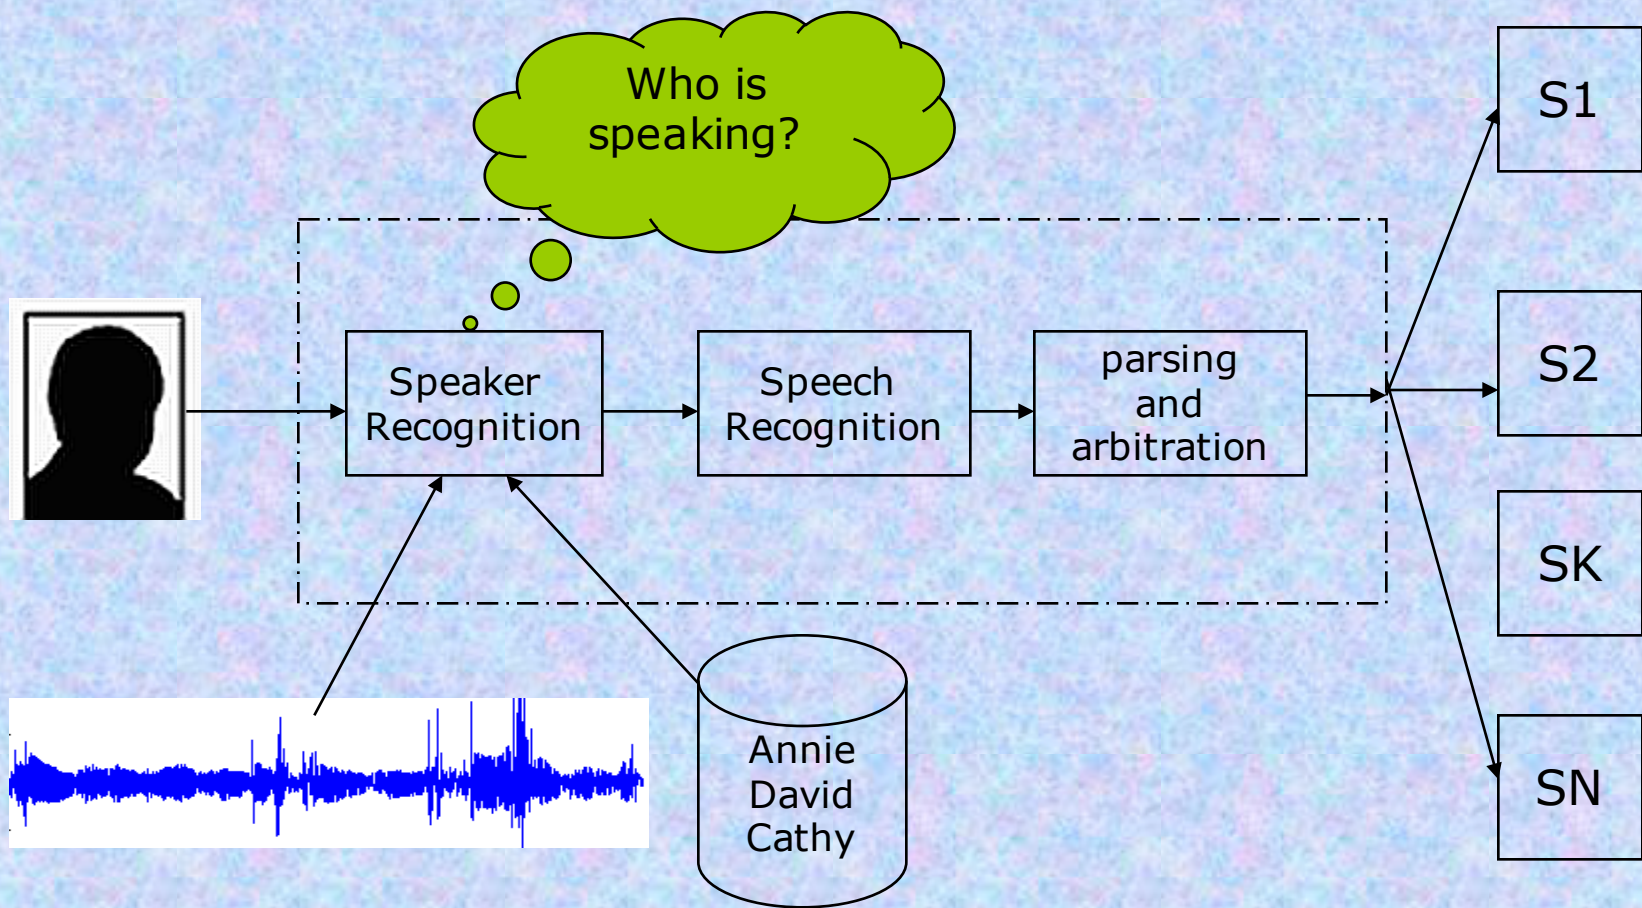 Who is
speaking?
Speaker
Recognition
Speech
Recognition
parsing
and
arbitration
S1
S2
SK
SN
Annie
David
Cathy